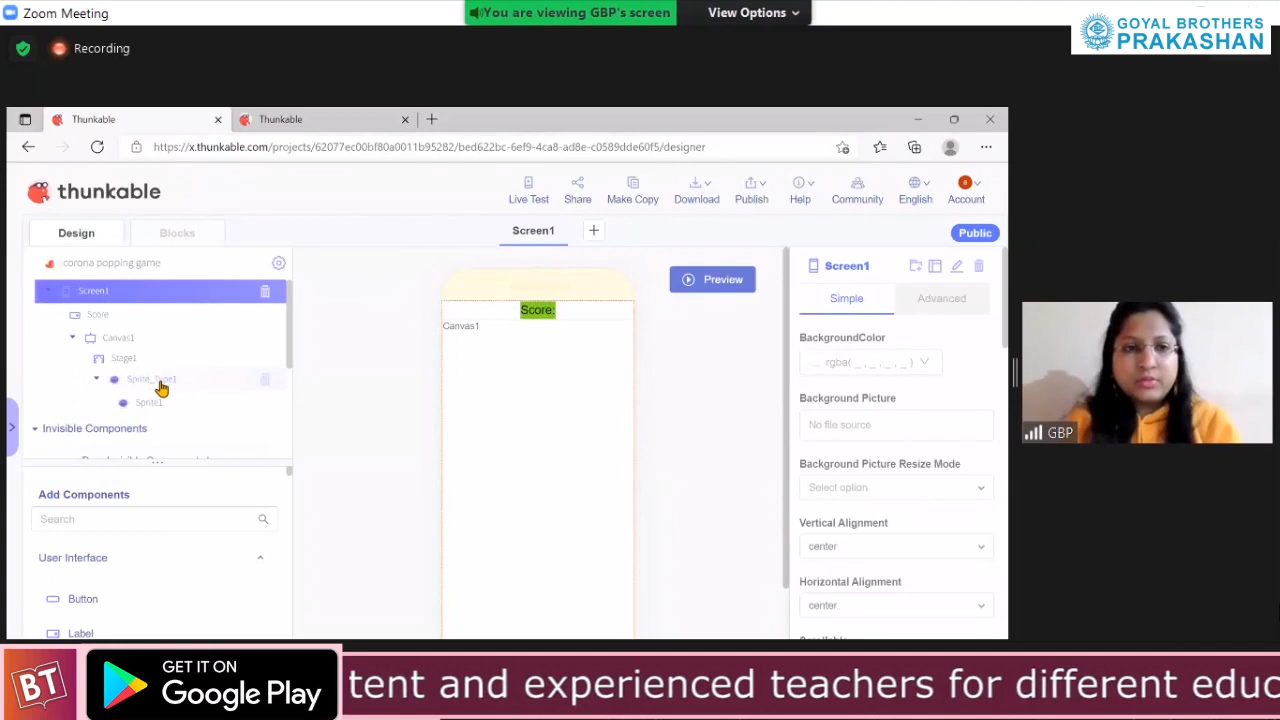 Zoom Meeting
You are viewing GBP's screen
View Options
GOYAL BROTHERS
PRAKASHAN
Recording
Thunkable
Thunkable
https://x.thunkable.com/projects/62077ec00bf80a0011b95282/bed622bc-6ef9-4ca8-ad8e-c0589dde60f5/designer
thunkable
Live Test
Share
Make Copy
Download
Publish
Help
Community
English
Account
a
Design
Blocks
Screen1
Public
corona popping game
Screen1
Score
Canvas1
Stage1
Sprite_Type1
Sprite1
Invisible Components
Add Components
Search
User Interface
Button
Label
Preview
Score:
Canvas1
Screen1
Simple
Advanced
BackgroundColor
... rgba( _ , _ , _ , _ )
Background Picture
No file source
Background Picture Resize Mode
Select option
Vertical Alignment
center
Horizontal Alignment
center
GBP
BT
GET IT ON
Google Play
tent and experienced teachers for different educ